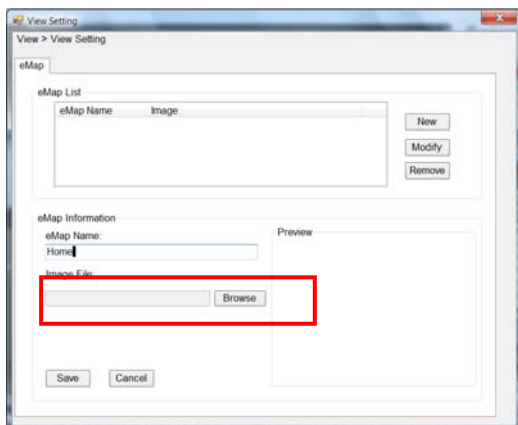 View Setting
View > View Setting
eMap
eMap List
eMap Name Image
New
Modify
Remove
eMap Information
eMap Name:
Preview
Home
Image File:
Browse
Save Cancel